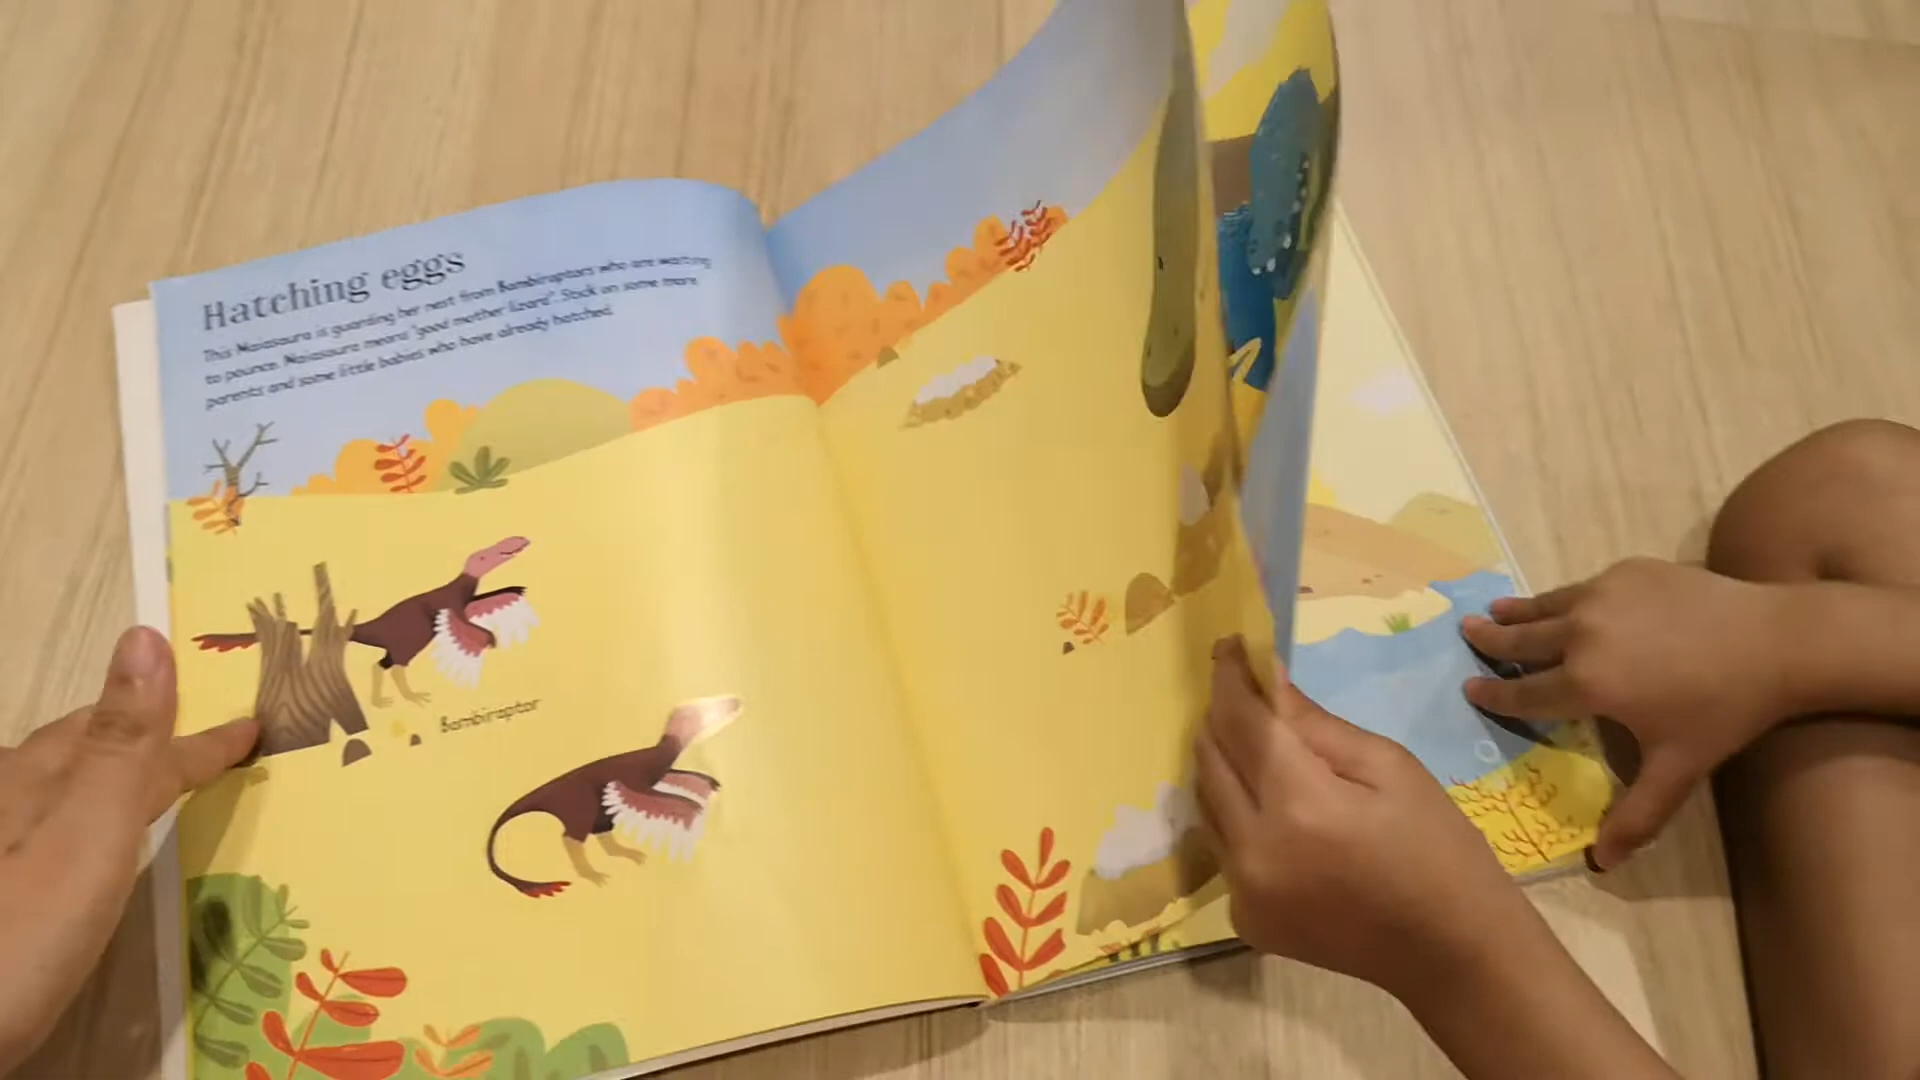 Hatching eggs
This Maiasaura is guarding her nest from Bambiraptors who are waiting
to pounce. Maiasaura means "good mother lizard". Stick on some more
parents and some little babies who have already hatched.
Bambiraptor